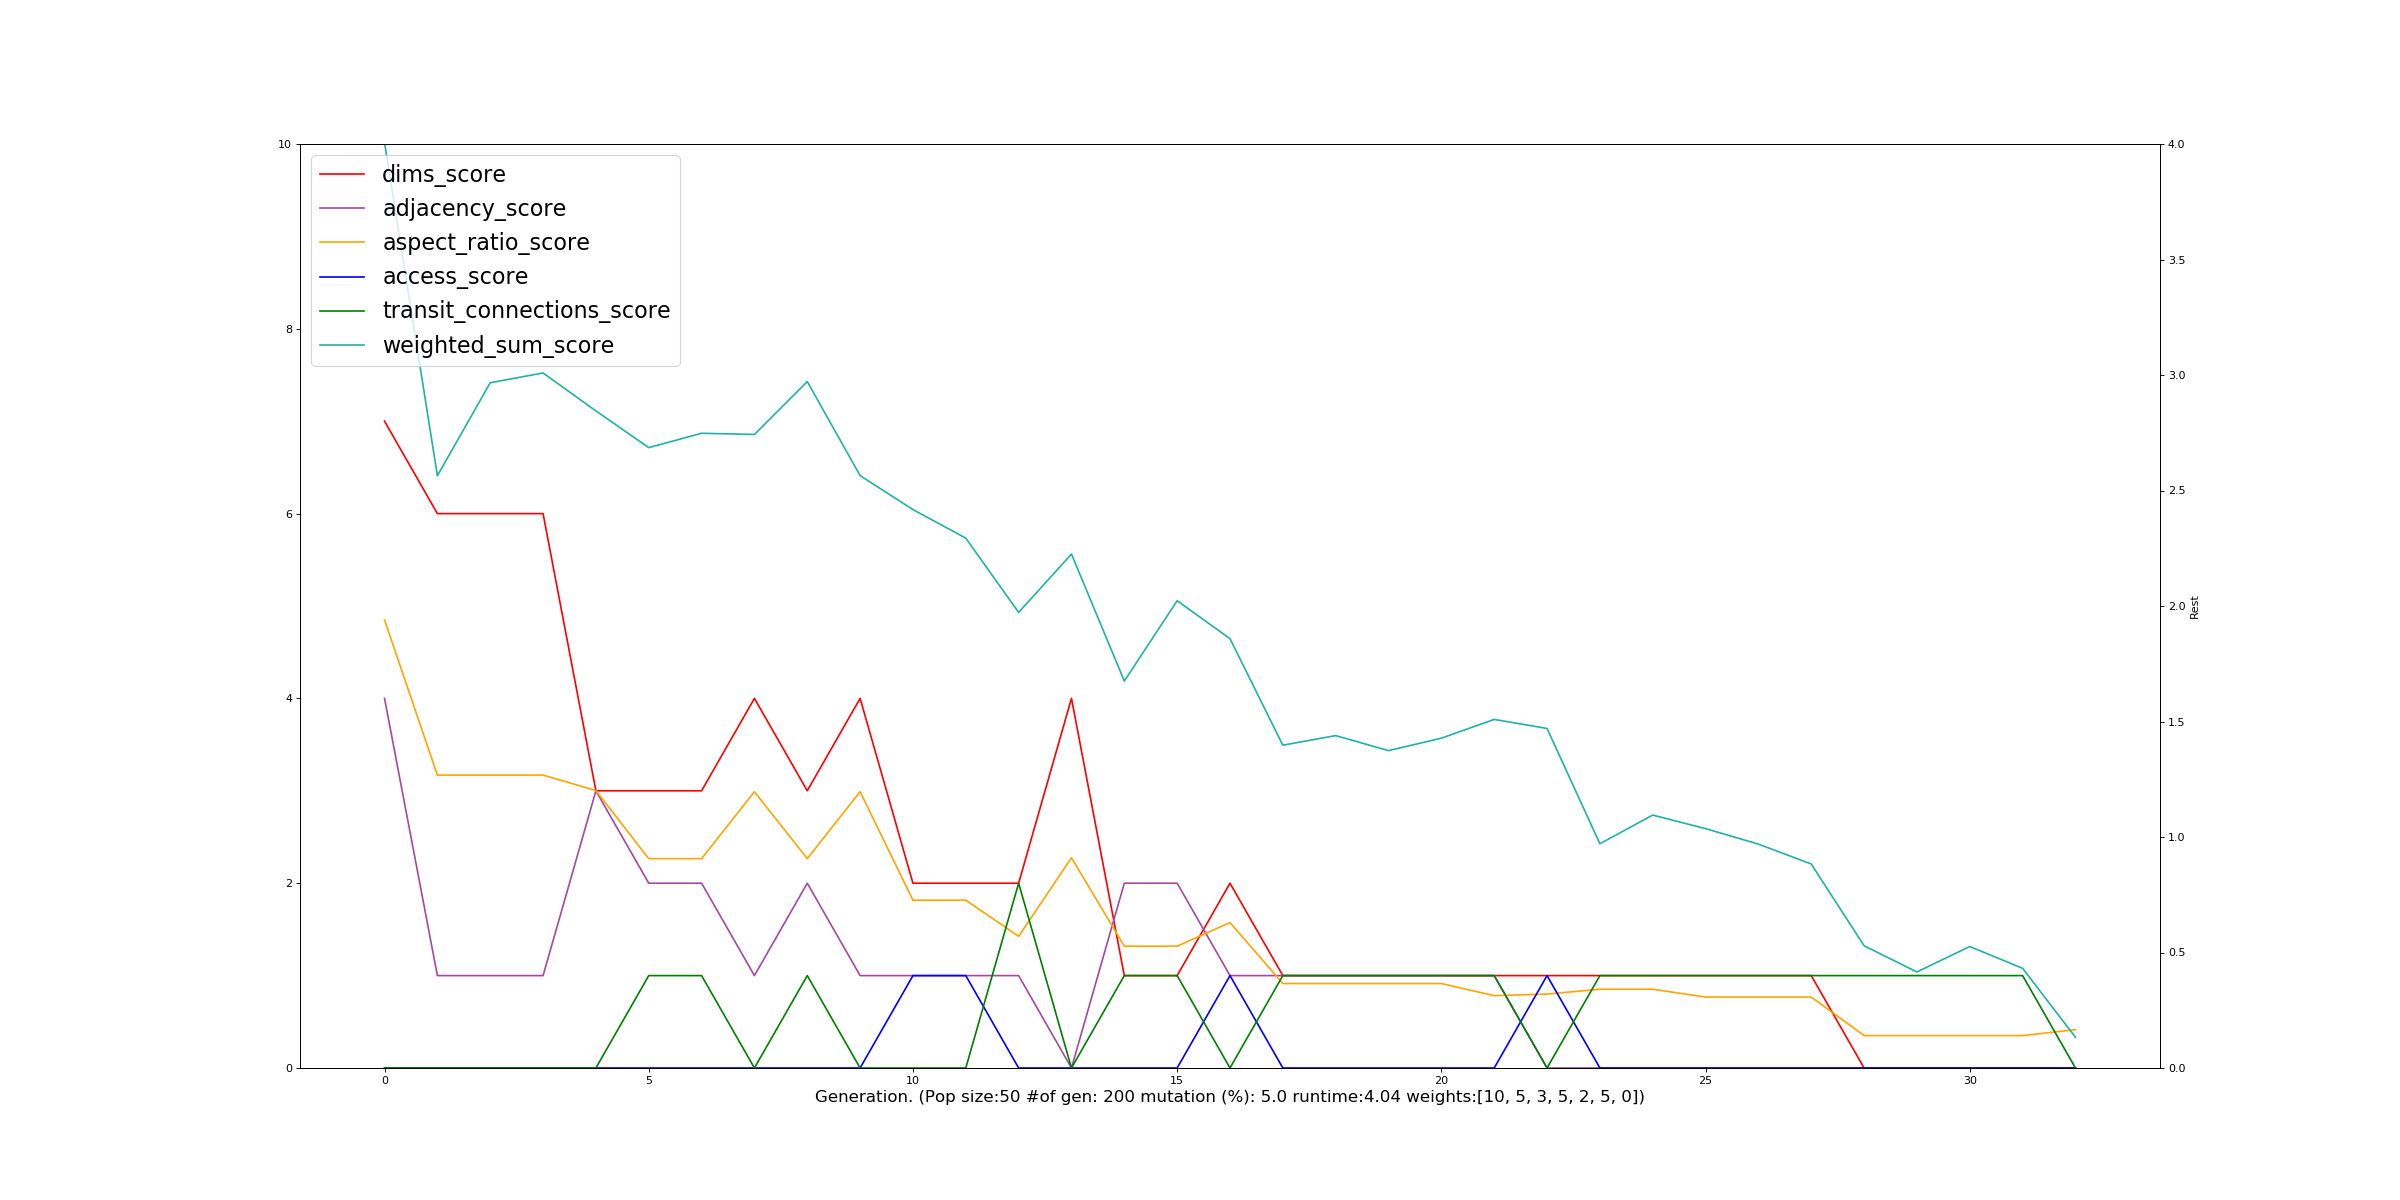 dims_score
adjacency_score
aspect_ratio_score
access_score
transit_connections_score
weighted_sum_score
10
8
6
4
2
0
4.0
3.5
3.0
2.5
2.0
1.5
1.0
0.5
0.0
Rest
0 5 10 15 20 25 30
Generation. (Pop size:50 #of gen: 200 mutation (%): 5.0 runtime:4.04 weights:[10, 5, 3, 5, 2, 5, 0])